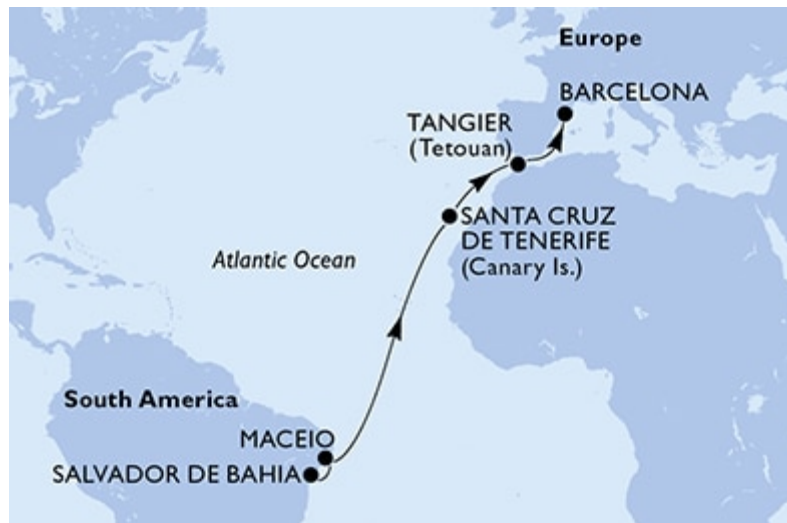 Europe
BARCELONA
TANGIER
(Tetouan)
SANTA CRUZ
DE TENERIFE
(Canary Is.)
Atlantic Ocean
South America
MACEIO
SALVADOR DE BAHIA